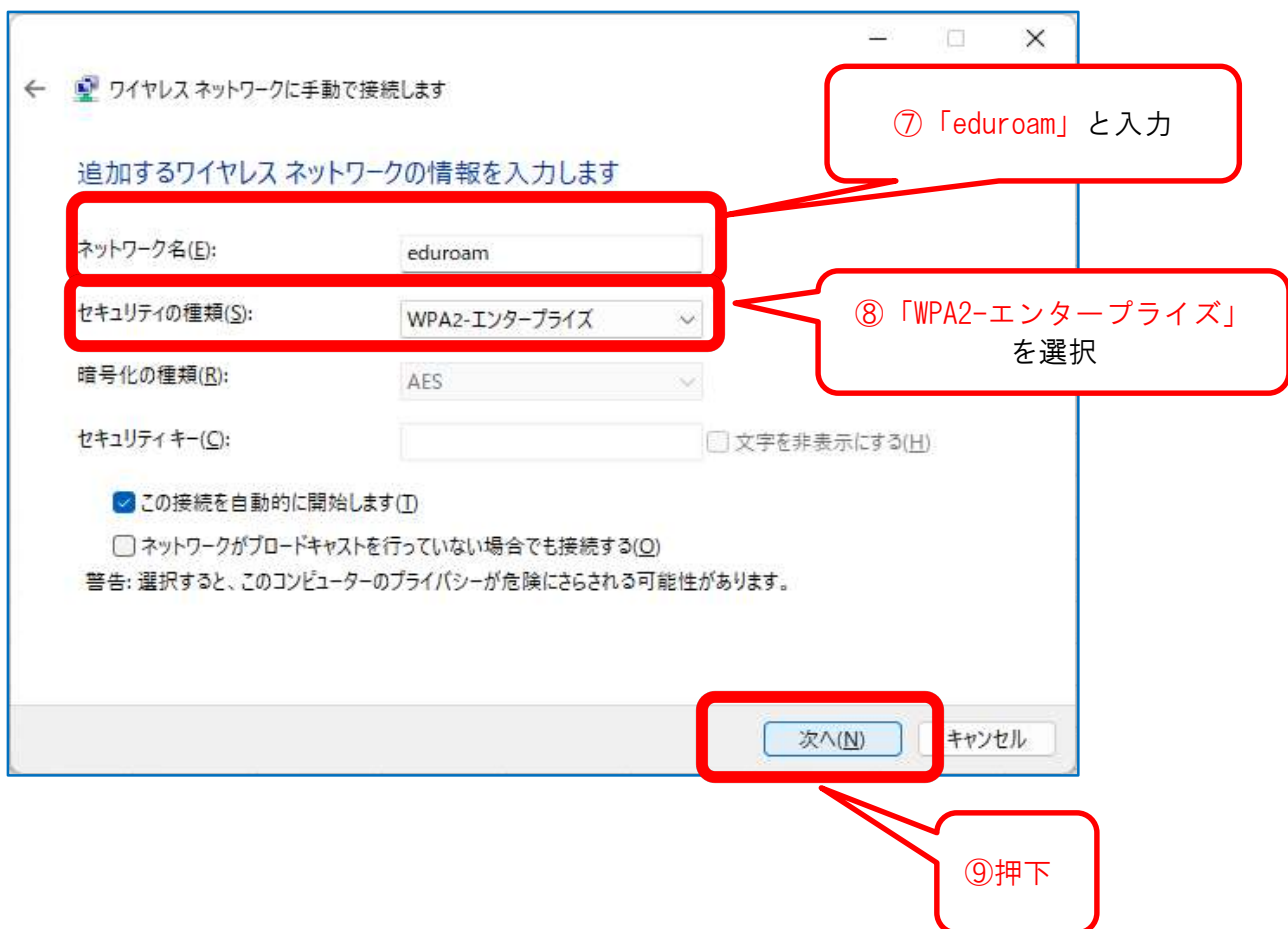 ワイヤレス ネットワークに手動で接続します
⑦「eduroam」と入力
追加するワイヤレス ネットワークの情報を入力します
ネットワーク名(E):
eduroam
セキュリティの種類(S):
WPA2-エンタープライズ
⑧「WPA2-エンタープライズ」
を選択
暗号化の種類(R):
AES
セキュリティ キー(C):
文字を非表示にする(H)
この接続を自動的に開始します(T)
ネットワークがブロードキャストを行っていない場合でも接続する(O)
警告: 選択すると、このコンピューターのプライバシーが危険にさらされる可能性があります。
次へ(N)
キャンセル
⑨押下